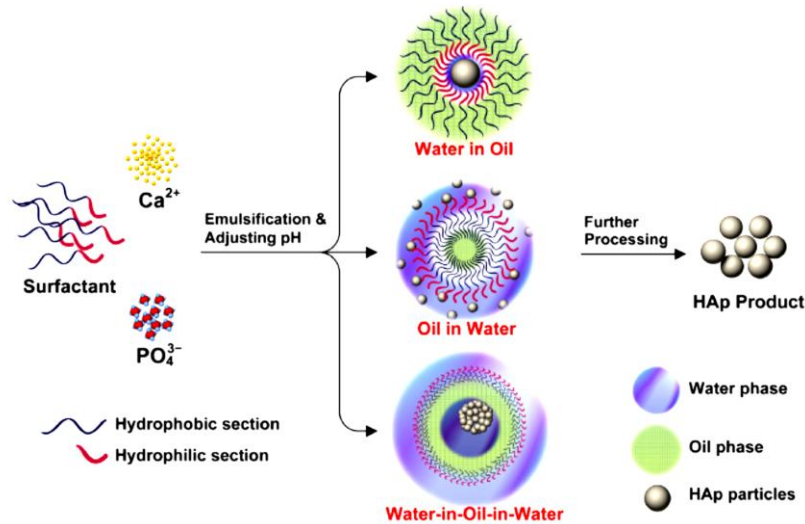 Ca2+
Surfactant
PO43−
Hydrophobic section
Hydrophilic section
Emulsification &
Adjusting pH
Water in Oil
Oil in Water
Water-in-Oil-in-Water
Further
Processing
HAp Product
Water phase
Oil phase
HAp particles